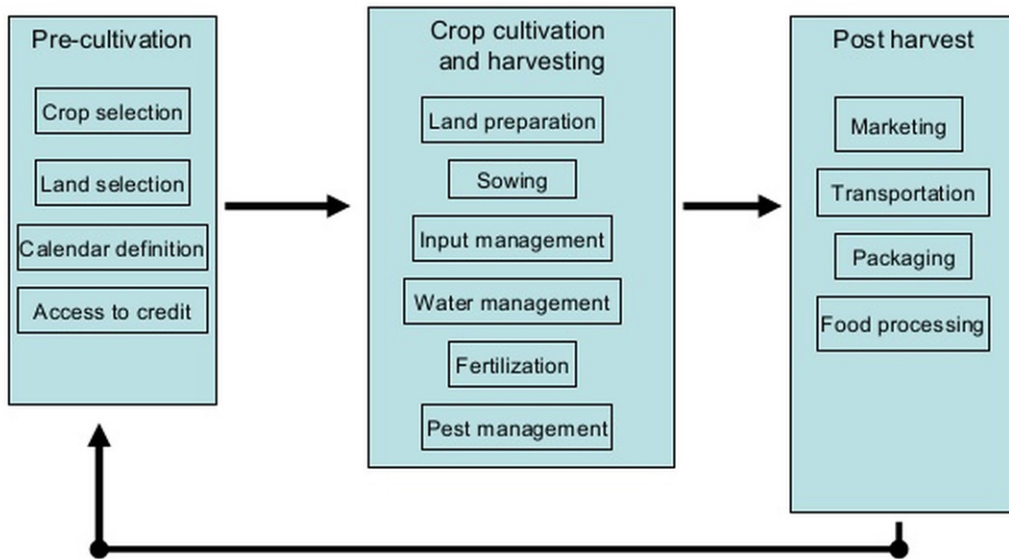 Pre-cultivation
Crop selection
Land selection
Calendar definition
Access to credit
Crop cultivation
and harvesting
Land preparation
Sowing
Input management
Water management
Fertilization
Pest management
Post harvest
Marketing
Transportation
Packaging
Food processing